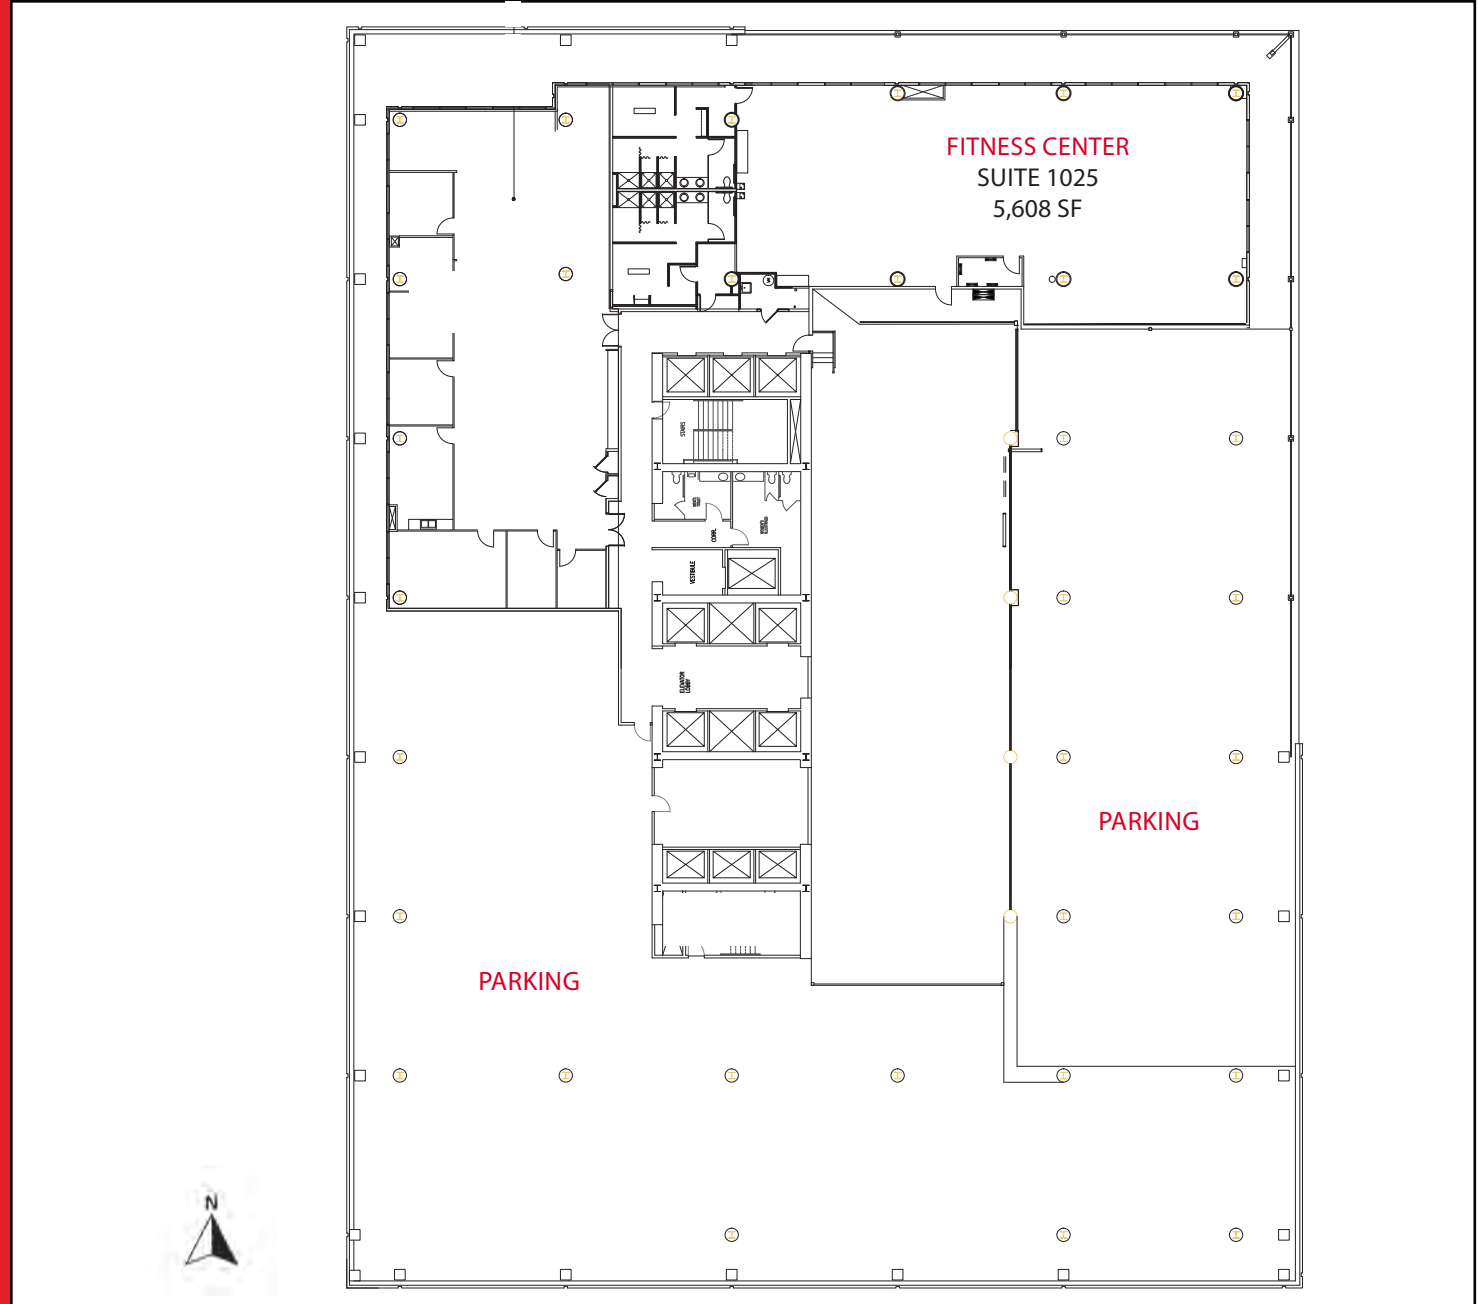 FITNESS CENTER
SUITE 1025
5,608 SF
STAIRS
CORR.
VESTIBULE
ELEVATOR
LOBBY
PARKING
PARKING
N